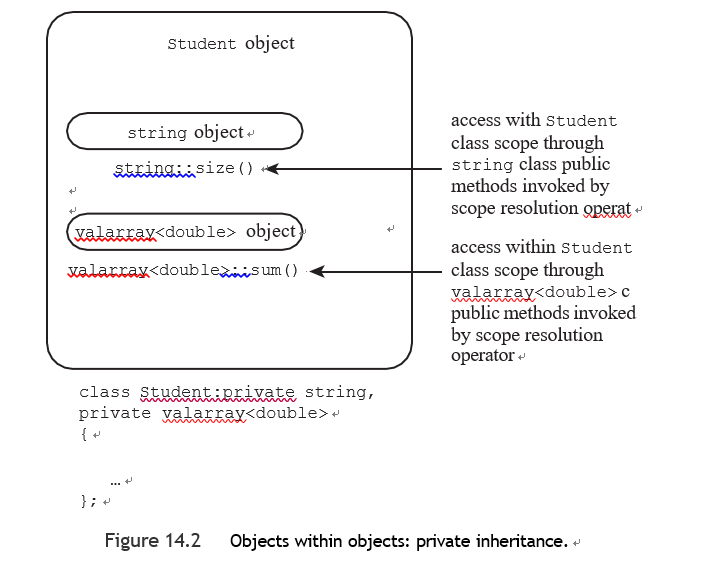 Student object
string object
string::size()
valarray<double> object
valarray<double>::sum()
access with Student
class scope through
string class public
methods invoked by
scope resolution operat
access within Student
class scope through
valarray<double> c
public methods invoked
by scope resolution
operator
class Student:private string,
private valarray<double>
{
…
};
Figure 14.2 Objects within objects: private inheritance.